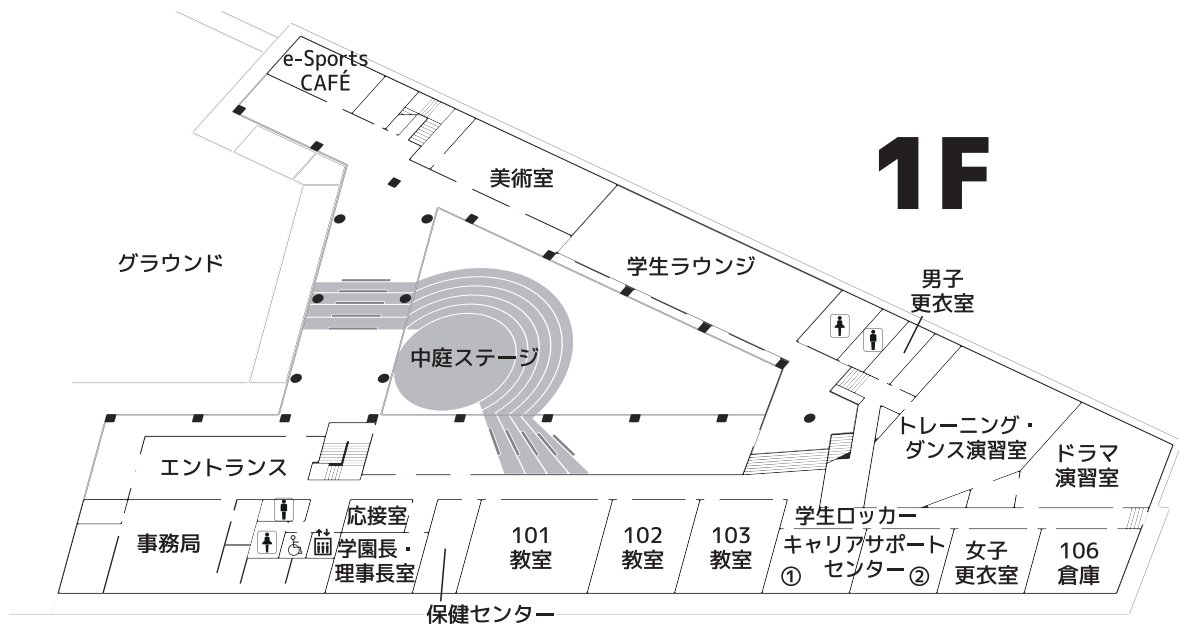 1F
e-Sports
CAFÉ
美術室
学生ラウンジ
グラウンド
男子
更衣室
中庭ステージ
トレーニング・
ダンス演習室
ドラマ
演習室
エントランス
事務局
応接室
学園長・
理事長室
保健センター
101
教室
102
教室
103
教室
学生ロッカー
キャリアサポート
センター
①
②
女子
更衣室
106
倉庫